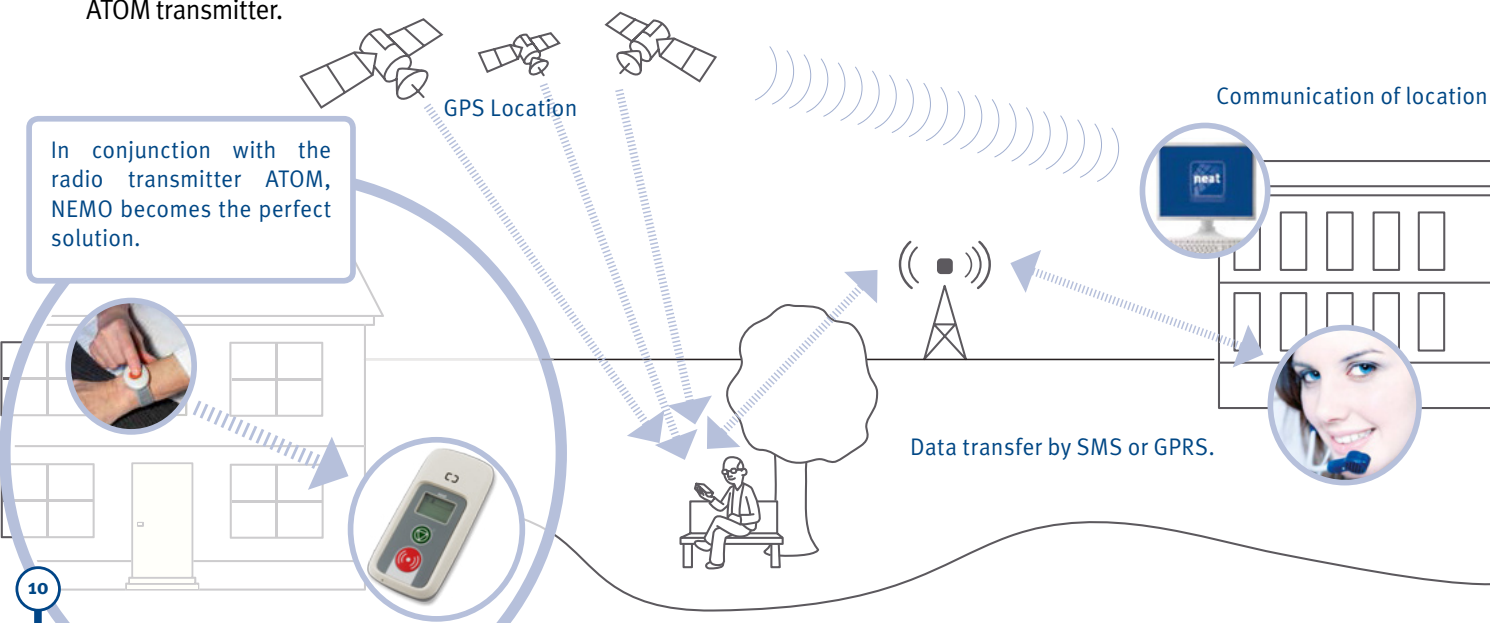 ATOM transmitter.
GPS Location
Communication of location
In conjunction with the
radio transmitter ATOM,
NEMO becomes the perfect
solution.
neat
Data transfer by SMS or GPRS.
10